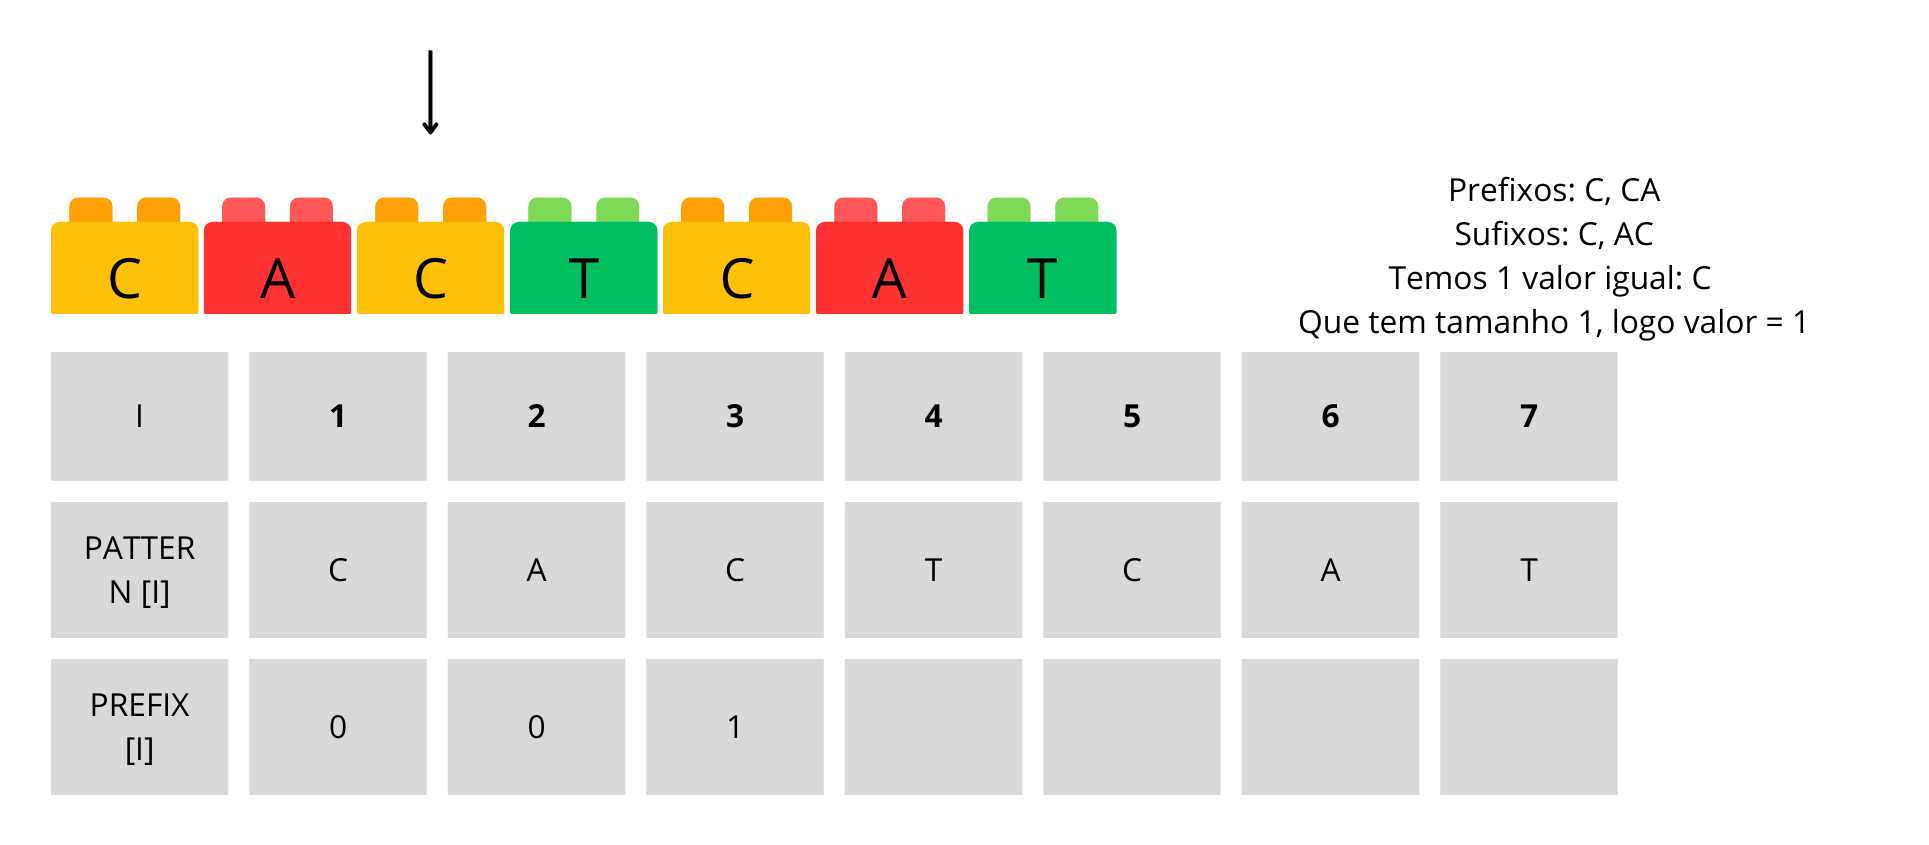 C A C T C A T
Prefixos: C, CA
Sufixos: C, AC
Temos 1 valor igual: C
Que tem tamanho 1, logo valor = 1
I 1 2 3 4 5 6 7
PATTER
N [I] C A C T C A T
PREFIX
[I] 0 0 1